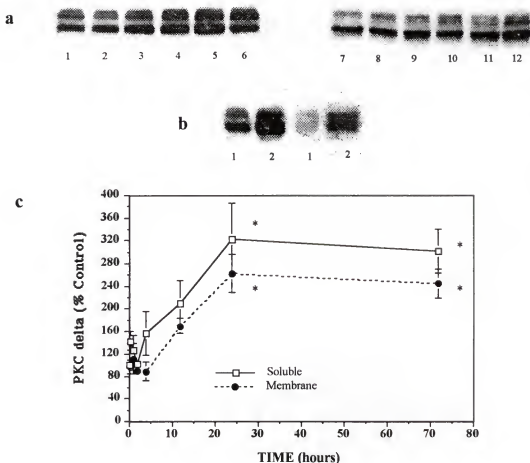 a
1 2 3 4 5 6 7 8 9 10 11 12
b
1 2 1 2
c
PKC delta (% Control)
400
360
320
280
240
200
160
120
80
40
0
* *
* *
Soluble
Membrane
0 10 20 30 40 50 60 70 80
TIME (hours)